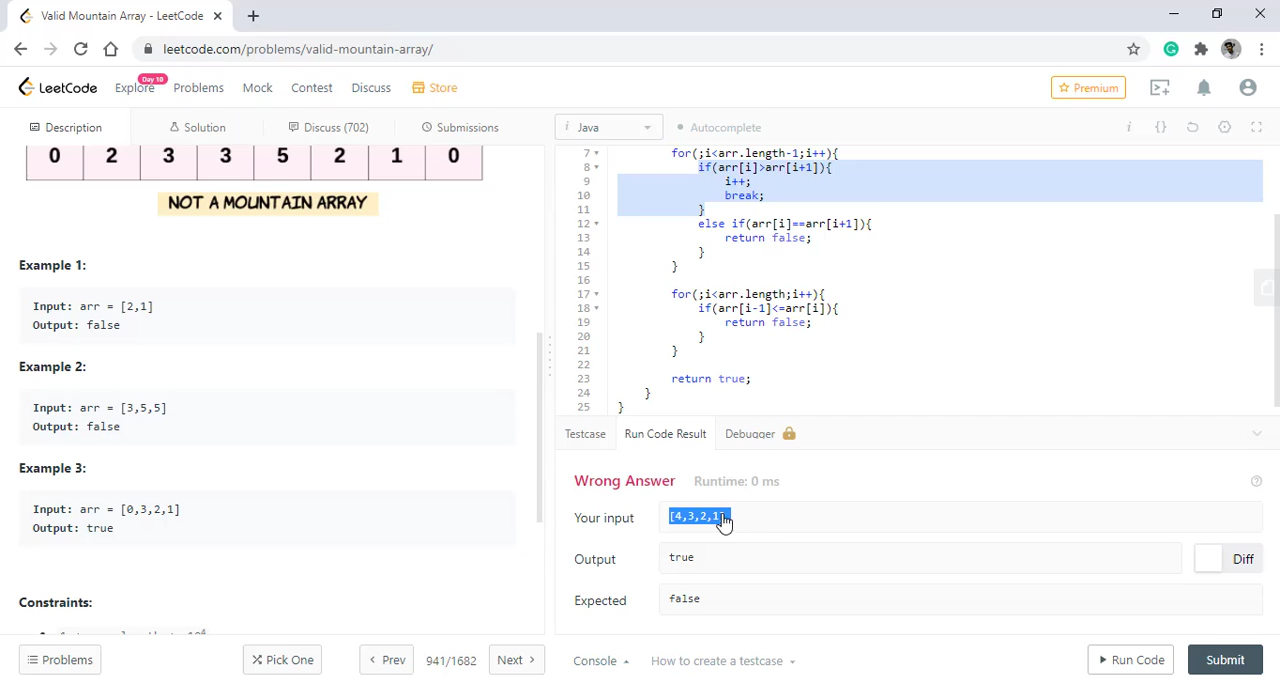 Valid Mountain Array - LeetCode
leetcode.com/problems/valid-mountain-array/
LeetCode
Explore
Day 10
Problems
Mock
Contest
Discuss
Store
Premium
Description
Solution
Discuss (702)
Submissions
i Java
Autocomplete
0 2 3 3 5 2 1 0
NOT A MOUNTAIN ARRAY
Example 1:
Input: arr = [2,1]
Output: false
Example 2:
Input: arr = [3,5,5]
Output: false
Example 3:
Input: arr = [0,3,2,1]
Output: true
Constraints:
7 for(;i<arr.length-1;i++){
8 if(arr[i]>arr[i+1]){
9 i++;
10 break;
11 }
12 else if(arr[i]==arr[i+1]){
13 return false;
14 }
15 }
16
17 for(;i<arr.length;i++){
18 if(arr[i-1]<=arr[i]){
19 return false;
20 }
21 }
22
23 return true;
24 }
25 }
Testcase
Run Code Result
Debugger
Wrong Answer
Runtime: 0 ms
Your input
[4,3,2,1]
Output
true
Diff
Expected
false
Problems
Pick One
Prev
941/1682
Next
Console
How to create a testcase
Run Code
Submit